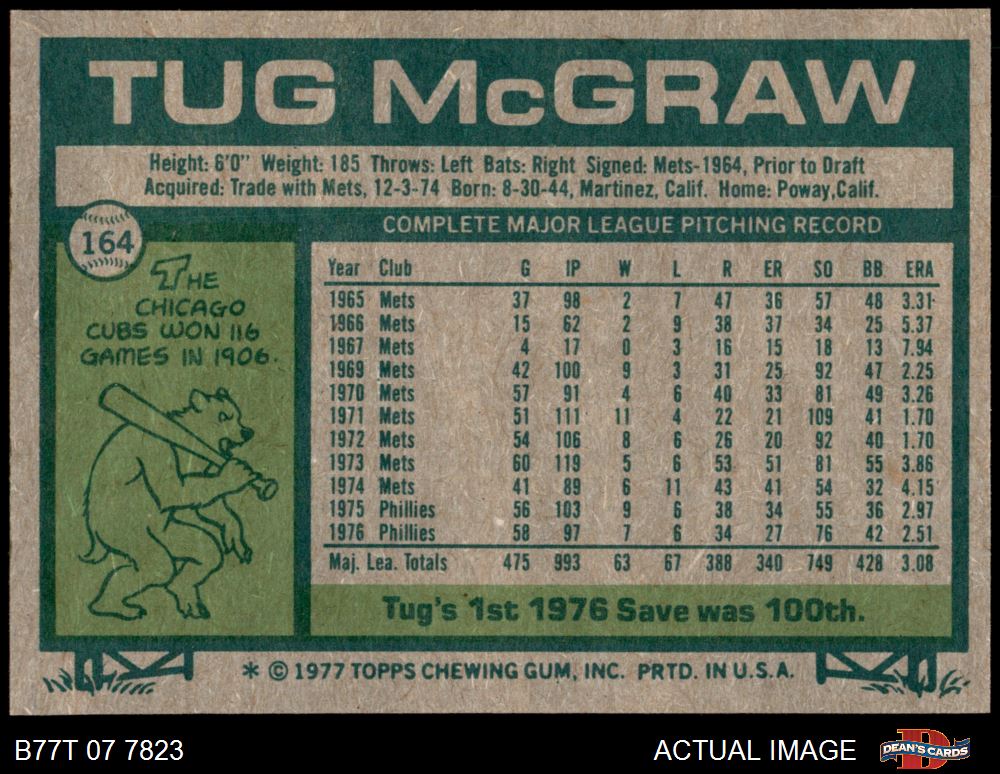 TUG McGRAW
Height: 6'0" Weight: 185 Throws: Left Bats: Right Signed: Mets-1964, Prior to Draft
Acquired: Trade with Mets, 12-3-74 Born: 8-30-44, Martinez, Calif. Home: Poway,Calif.
164
THE
CHICAGO
CUBS WON 116
GAMES IN 1906.
COMPLETE MAJOR LEAGUE PITCHING RECORD
Year Club G IP W L R ER SO BB ERA
1965 Mets 37 98 2 7 47 36 57 48 3.31
1966 Mets 15 62 2 9 38 37 34 25 5.37
1967 Mets 4 17 0 3 16 15 18 13 7.94
1969 Mets 42 100 9 3 31 25 92 47 2.25
1970 Mets 57 91 4 6 40 33 81 49 3.26
1971 Mets 51 111 11 4 22 21 109 41 1.70
1972 Mets 54 106 8 6 26 20 92 40 1.70
1973 Mets 60 119 5 6 53 51 81 55 3.86
1974 Mets 41 89 6 11 43 41 54 32 4.15
1975 Phillies 56 103 9 6 38 34 55 36 2.97
1976 Phillies 58 97 7 6 34 27 76 42 2.51
Maj. Lea. Totals 475 993 63 67 388 340 749 428 3.08
Tug's 1st 1976 Save was 100th.
* © 1977 TOPPS CHEWING GUM, INC. PRTD. IN U.S.A.
B77T 07 7823 ACTUAL IMAGE DEAN'S CARDS